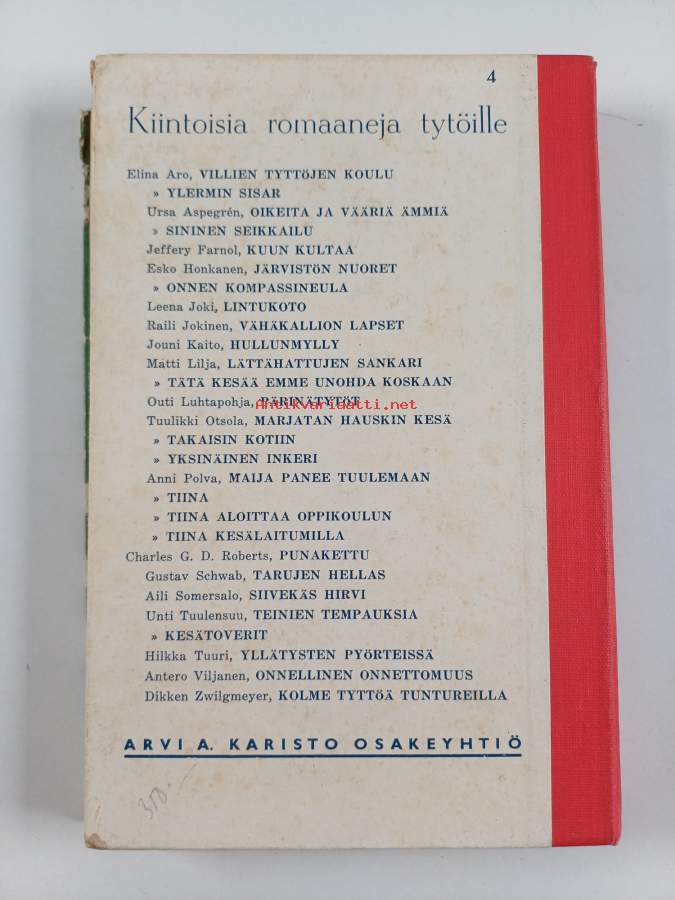 4
Kiintoisia romaaneja tytöille
Elina Aro, VILLIEN TYTTÖJEN KOULU
» YLERMIN SISAR
Ursa Aspegrén, OIKEITA JA VÄÄRIÄ ÄMMIÄ
» SININEN SEIKKAILU
Jeffery Farnol, KUUN KULTAA
Esko Honkanen, JÄRVISTÖN NUORET
» ONNEN KOMPASSINEULA
Leena Joki, LINTUKOTO
Raili Jokinen, VÄHÄKALLION LAPSET
Jouni Kaito, HULLUNMYLLY
Matti Lilja, LÄTTÄHATTUJEN SANKARI
» TÄTÄ KESÄÄ EMME UNOHDA KOSKAAN
Outi Luhtapohja, PÄRINÄTYTÖT
Antikvariaatti.net
Tuulikki Otsola, MARJATAN HAUSKIN KESÄ
» TAKAISIN KOTIIN
» YKSINÄINEN INKERI
Anni Polva, MAIJA PANEE TUULEMAAN
» TIINA
» TIINA ALOITTAA OPPIKOULUN
» TIINA KESÄLAITUMILLA
Charles G. D. Roberts, PUNAKETTU
Gustav Schwab, TARUJEN HELLAS
Aili Somersalo, SIIVEKÄS HIRVI
Unti Tuulensuu, TEINIEN TEMPAUKSIA
» KESÄTOVERIT
Hilkka Tuuri, YLLÄTYSTEN PYÖRTEISSÄ
Antero Viljanen, ONNELLINEN ONNETTOMUUS
Dikken Zwilgmeyer, KOLME TYTTÖÄ TUNTUREILLA
ARVI A. KARISTO OSAKEYHTIÖ